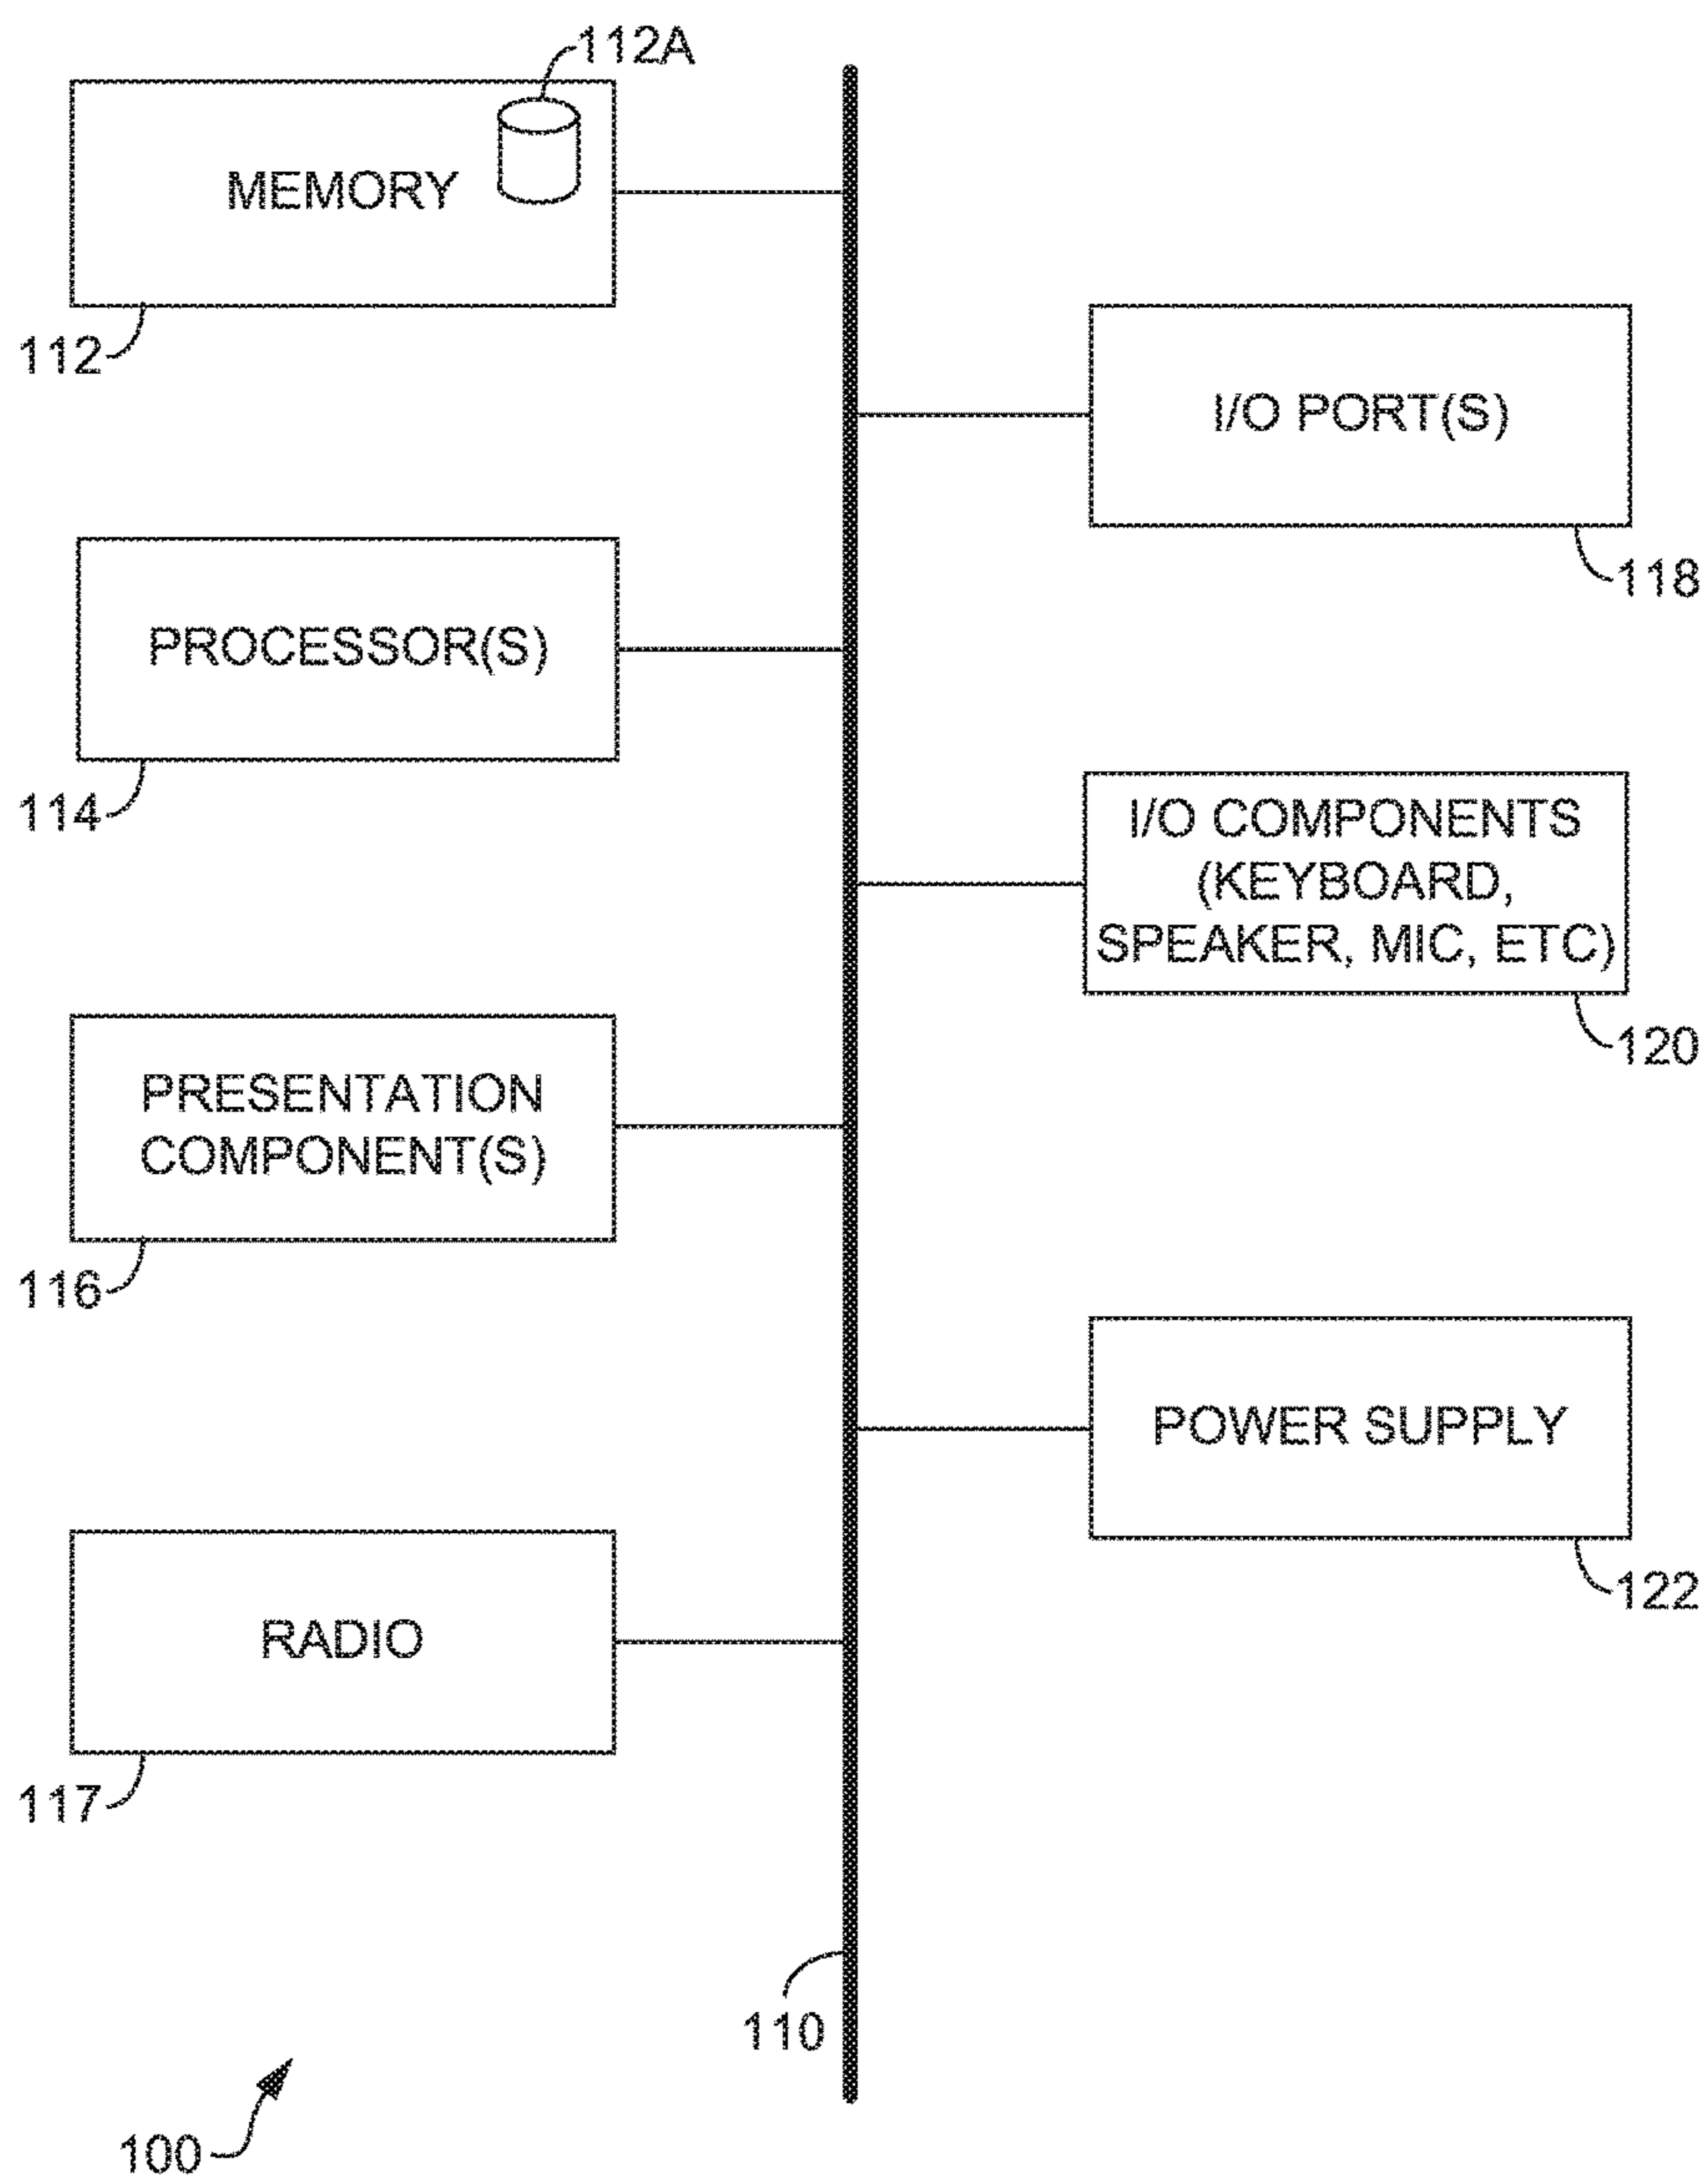 112A
MEMORY
112
I/O PORT(S)
118
PROCESSOR(S)
114
I/O COMPONENTS
(KEYBOARD,
SPEAKER, MIC, ETC)
120
PRESENTATION
COMPONENT(S)
116
POWER SUPPLY
122
RADIO
117
110
100